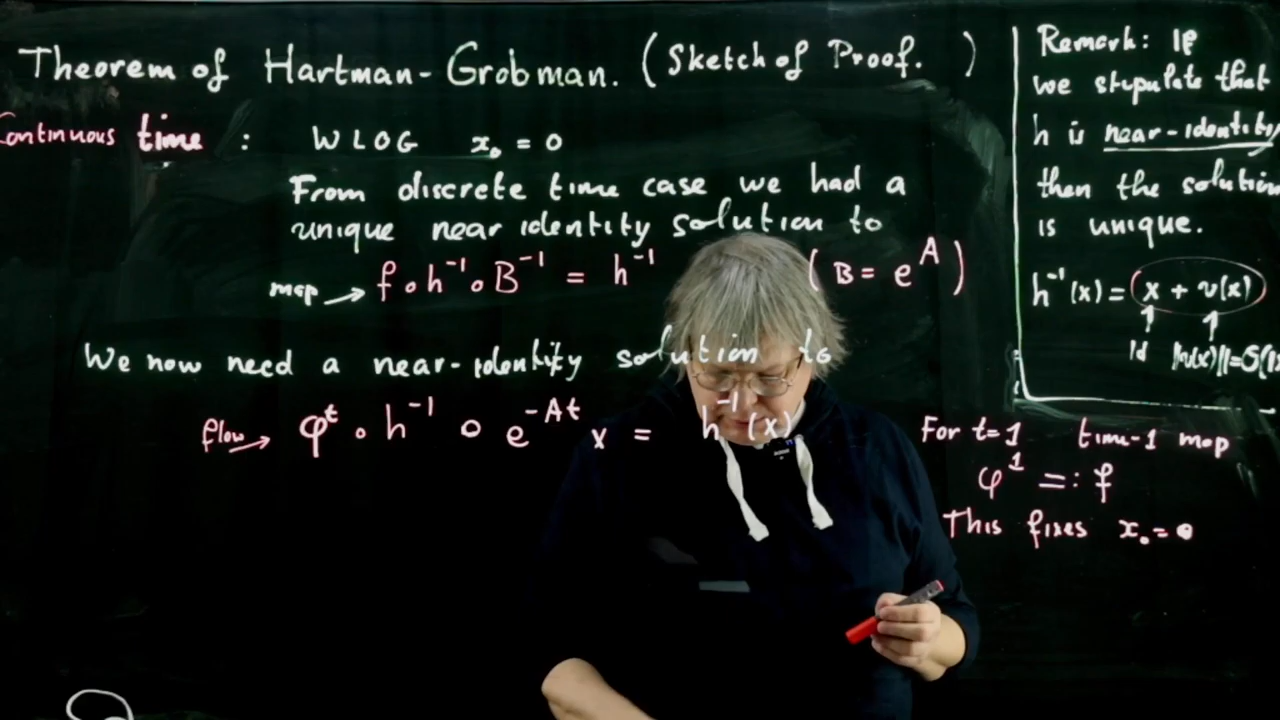 Theorem of Hartman-Grobman. (Sketch of Proof. )
Continuous time : WLOG x₀ = 0
From discrete time case we had a
unique near identity solution to
map → f ∘ h⁻¹ ∘ B⁻¹ = h⁻¹ (B = e^A)
We now need a near-identity solution to
flow → φᵗ ∘ h⁻¹ ∘ e^{-At} x = h⁻¹(x)
For t=1 time-1 map
φ¹ =: f
This fixes x₀ = 0
Remark: If
we stipulate that
h is near-identity
then the solution
is unique.
h⁻¹(x) = x + v(x)
↑ ↑
Id ||v(x)||=